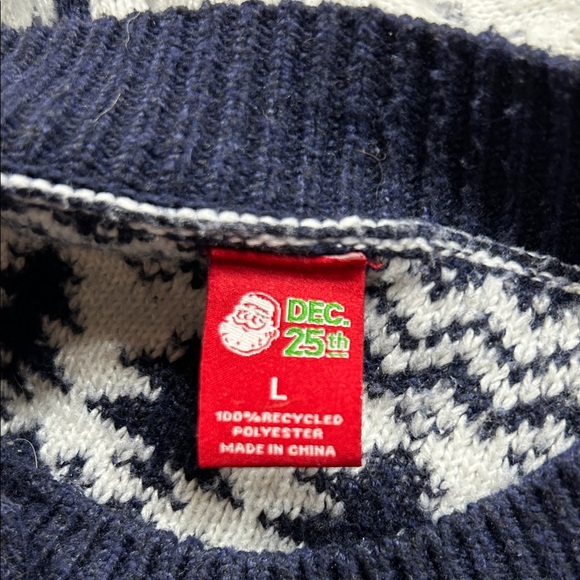 DEC.
25th
L
100% RECYCLED
POLYESTER
MADE IN CHINA